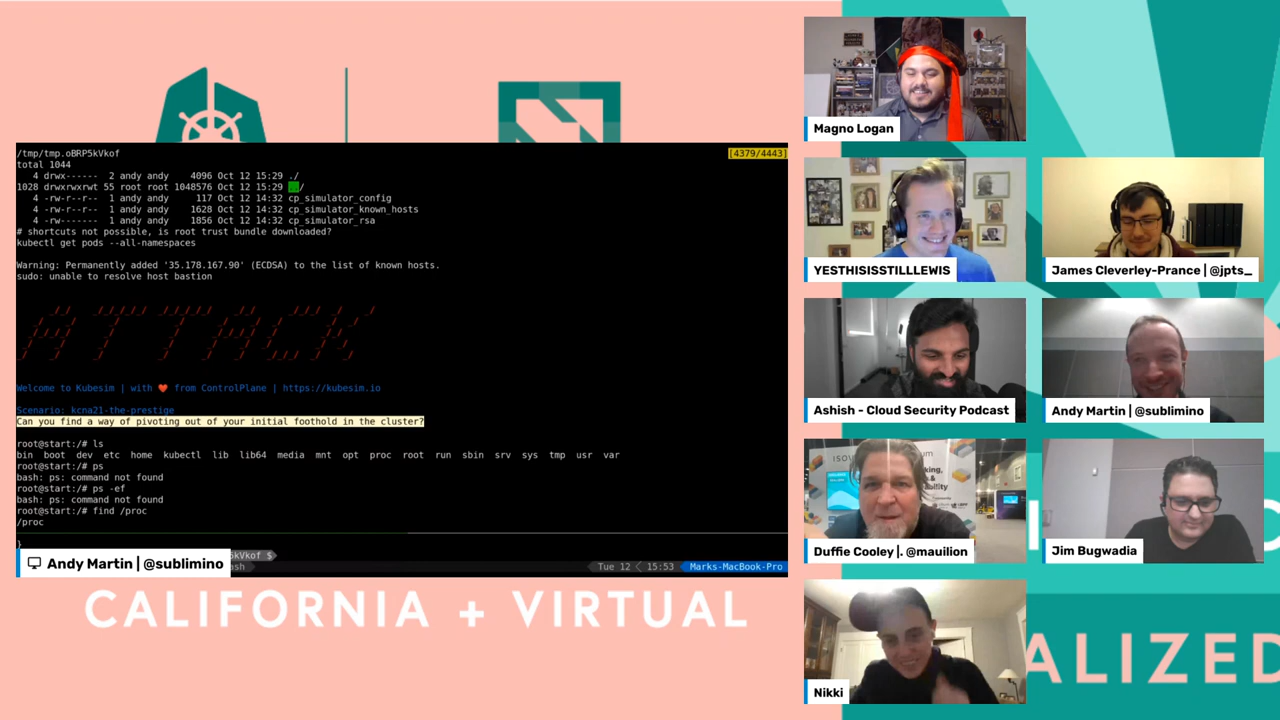 /tmp/tmp.oBRP5kVkof
[4379/4443]
total 1044
4 drwx------ 2 andy andy 4096 Oct 12 15:29 ./
1028 drwxrwxrwt 55 root root 1048576 Oct 12 15:29 ../
4 -rw-r--r-- 1 andy andy 117 Oct 12 14:32 cp_simulator_config
4 -rw-r--r-- 1 andy andy 1628 Oct 12 14:32 cp_simulator_known_hosts
4 -rw------- 1 andy andy 1856 Oct 12 14:32 cp_simulator_rsa
# shortcuts not possible, is root trust bundle downloaded?
kubectl get pods --all-namespaces
Warning: Permanently added '35.178.167.90' (ECDSA) to the list of known hosts.
sudo: unable to resolve host bastion
ATTACK
Welcome to Kubesim | with ❤️ from ControlPlane | https://kubesim.io
Scenario: kcna21-the-prestige
Can you find a way of pivoting out of your initial foothold in the cluster?
root@start:/# ls
bin boot dev etc home kubectl lib lib64 media mnt opt proc root run sbin srv sys tmp usr var
root@start:/# ps
bash: ps: command not found
root@start:/# ps -ef
bash: ps: command not found
root@start:/# find /proc
/proc
}
5kVkof $
ash
Tue 12 15:53 Marks-MacBook-Pro
Andy Martin | @sublimino
CALIFORNIA + VIRTUAL
Magno Logan
YESTHISISSTILLLEWIS
James Cleverley-Prance | @jpts_
Ashish - Cloud Security Podcast
Andy Martin | @sublimino
Duffie Cooley |. @mauilion
Jim Bugwadia
Nikki
ALIZED